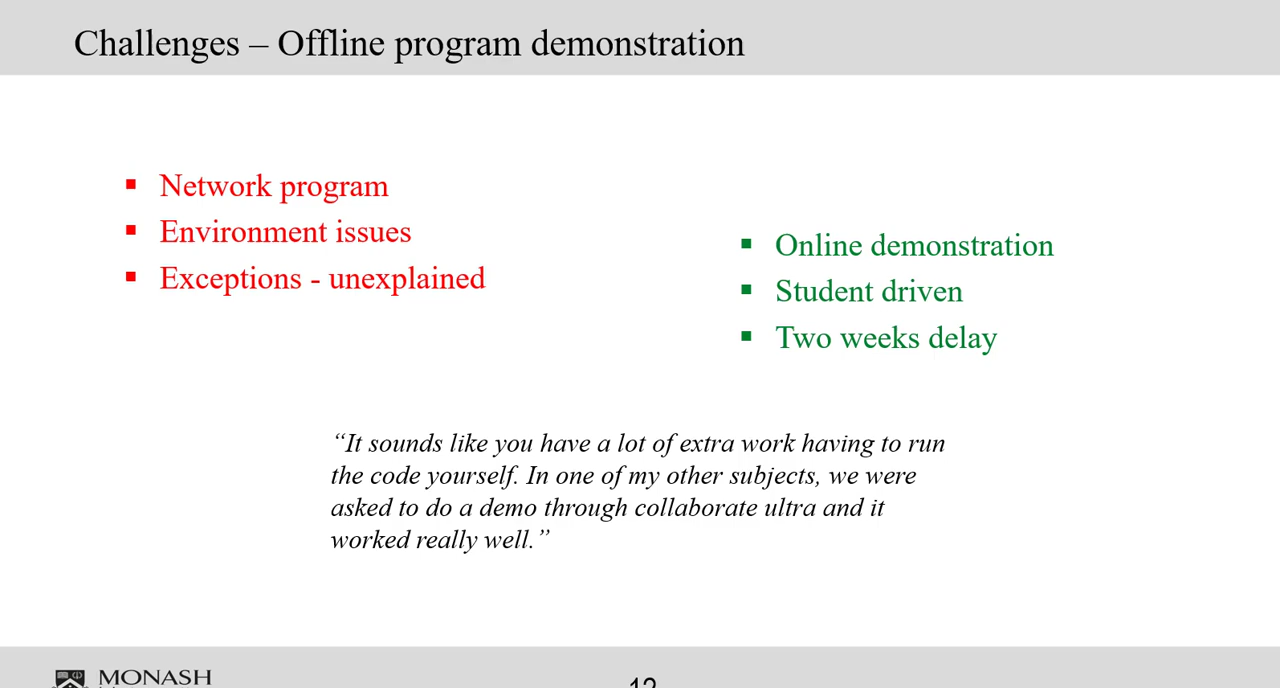 Challenges – Offline program demonstration
▪ Network program
▪ Environment issues
▪ Exceptions - unexplained
▪ Online demonstration
▪ Student driven
▪ Two weeks delay
“It sounds like you have a lot of extra work having to run
the code yourself. In one of my other subjects, we were
asked to do a demo through collaborate ultra and it
worked really well.”
MONASH
12